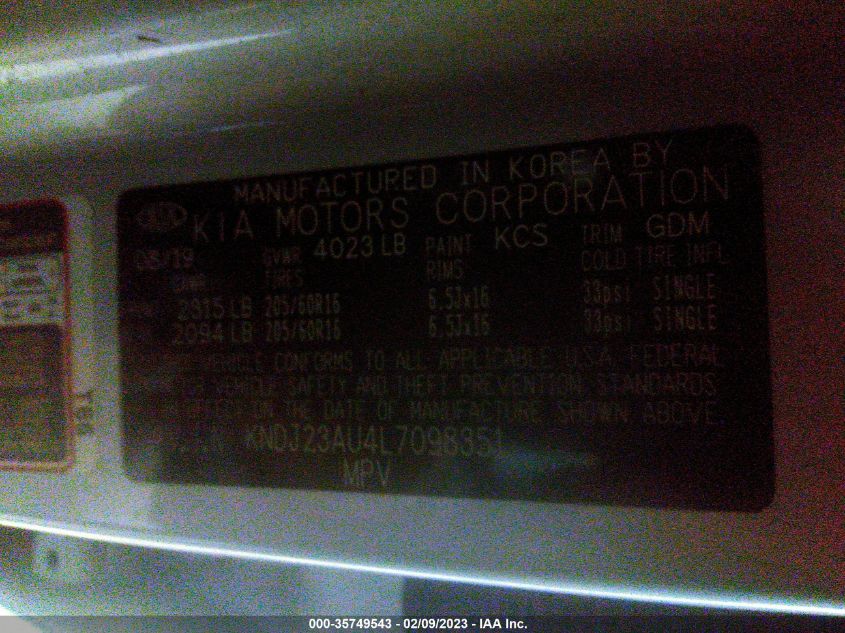 MANUFACTURED IN KOREA BY
KIA KIA MOTORS CORPORATION
08/19 GVWR 4023 LB PAINT KCS TRIM GDM
TIRES RIMS COLD TIRE INFL
2315 LB 205/60R16 6.5Jx16 33psi SINGLE
2094 LB 205/60R16 6.5Jx16 33psi SINGLE
VEHICLE CONFORMS TO ALL APPLICABLE U.S.A. FEDERAL
VEHICLE SAFETY AND THEFT PREVENTION STANDARDS
IN EFFECT ON THE DATE OF MANUFACTURE SHOWN ABOVE.
KNDJ23AU4L7098351
MPV
000-35749543 - 02/09/2023 - IAA Inc.